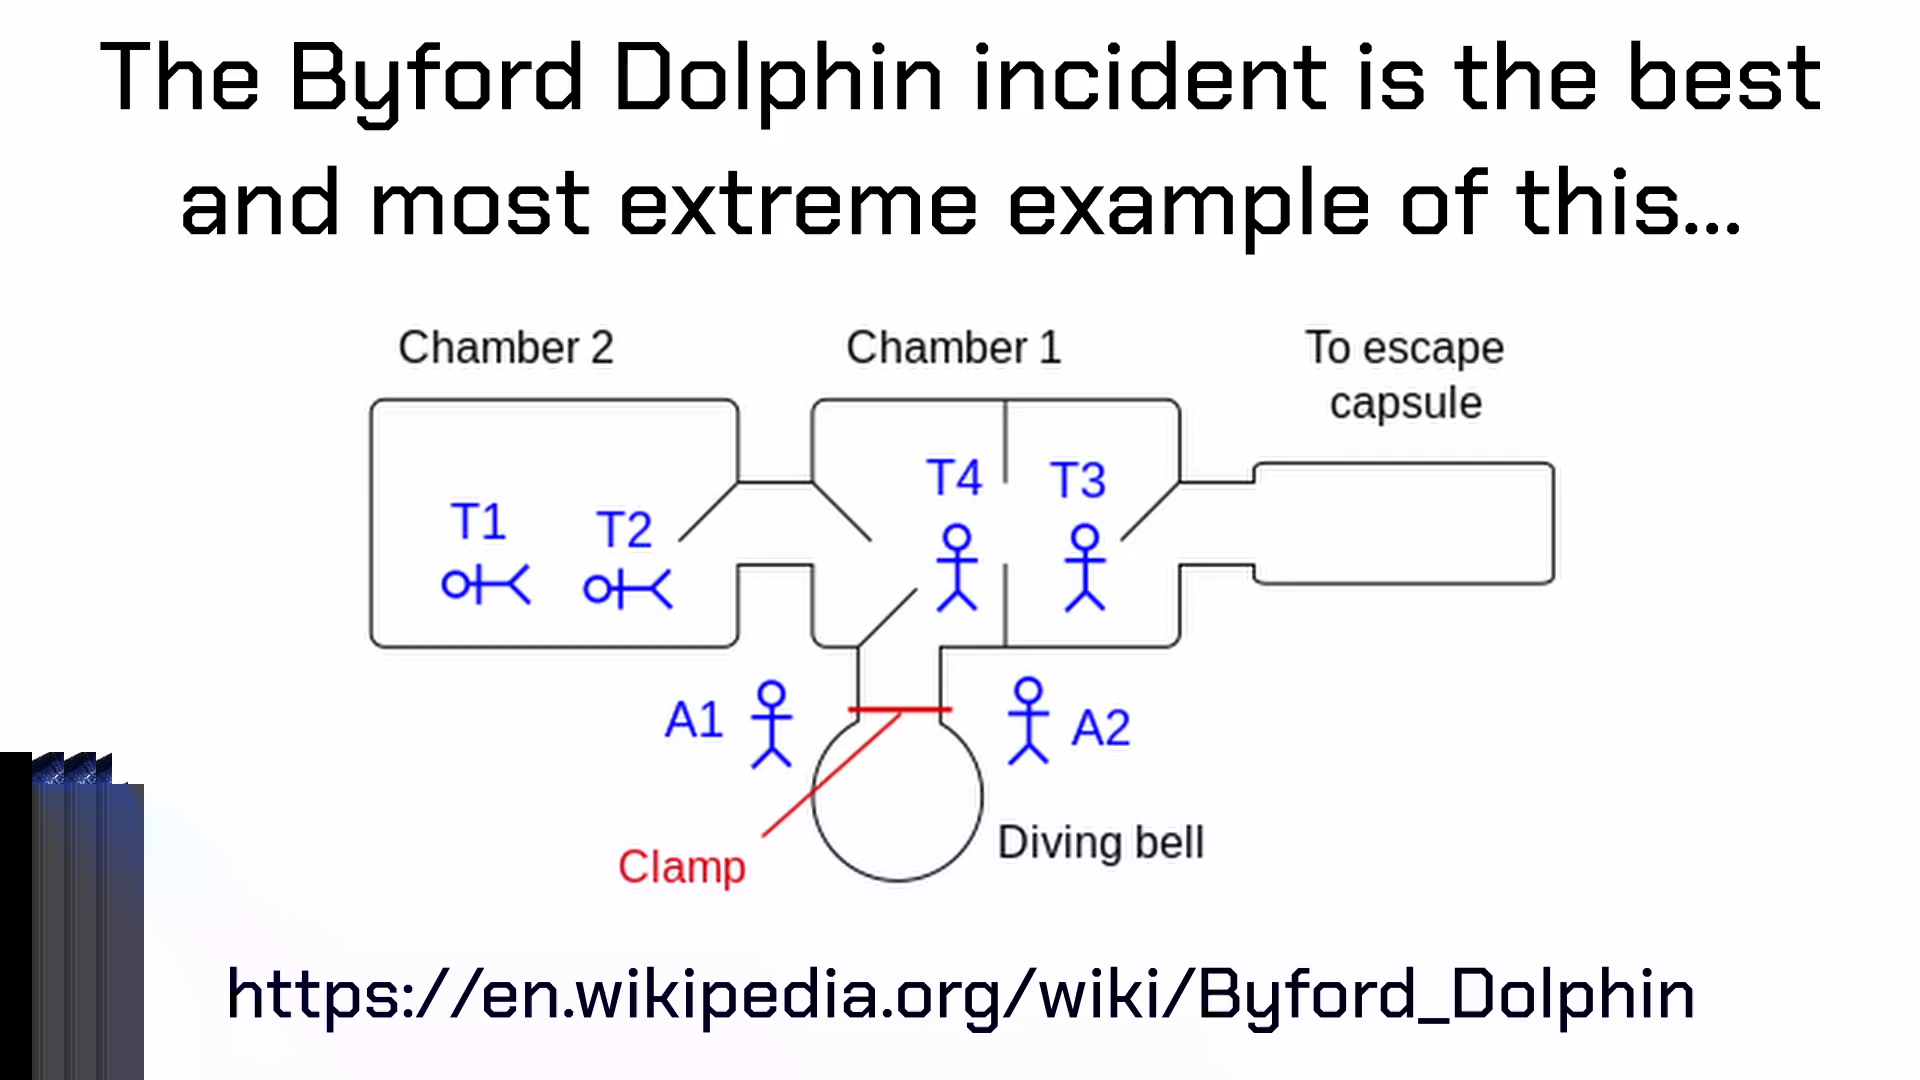 The Byford Dolphin incident is the best
and most extreme example of this...
Chamber 2
Chamber 1
To escape
capsule
T1
T2
T4
T3
A1
A2
Clamp
Diving bell
https://en.wikipedia.org/wiki/Byford_Dolphin